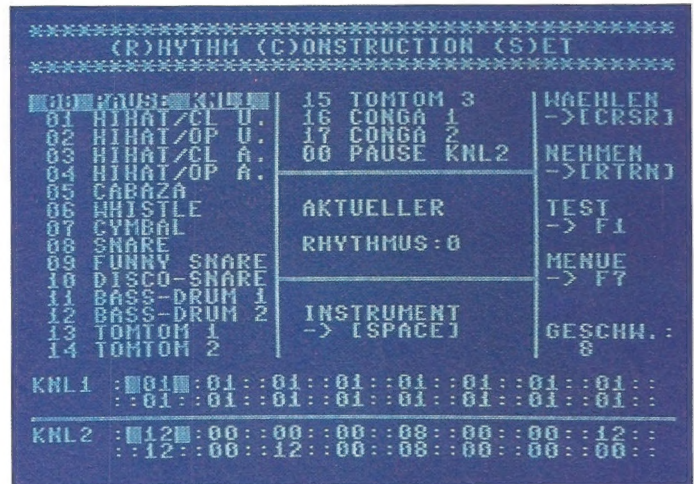 (R)HYTHM (C)ONSTRUCTION (S)ET
00 PAUSE KNL1
01 HIHAT/CL U.
02 HIHAT/OP U.
03 HIHAT/CL A.
04 HIHAT/OP A.
05 CABAZA
06 WHISTLE
07 CYMBAL
08 SNARE
09 FUNNY SNARE
10 DISCO-SNARE
11 BASS-DRUM 1
12 BASS-DRUM 2
13 TOMTOM 1
14 TOMTOM 2
15 TOMTOM 3
16 CONGA 1
17 CONGA 2
00 PAUSE KNL2
AKTUELLER
RHYTHMUS:0
INSTRUMENT
-> [SPACE]
WAEHLEN
->[CRSR]
NEHMEN
->[RTRN]
TEST
-> F1
MENUE
-> F7
GESCHW.:
8
KNL1 : 01 :01::01::01::01::01::01::01::
::01::01::01::01::01::01::01::01::
KNL2 : 12 :00::00::00::08::00::00::12::
::12::00::12::00::08::00::00::00::